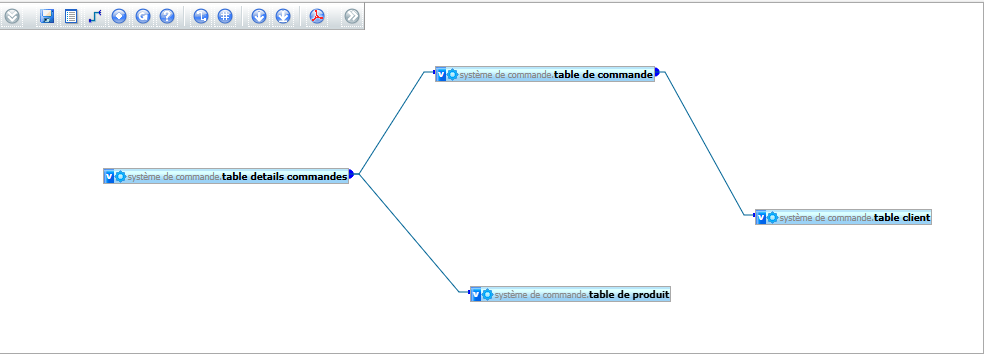 système de commande.table de commande
système de commande.table details commandes
système de commande.table client
système de commande.table de produit